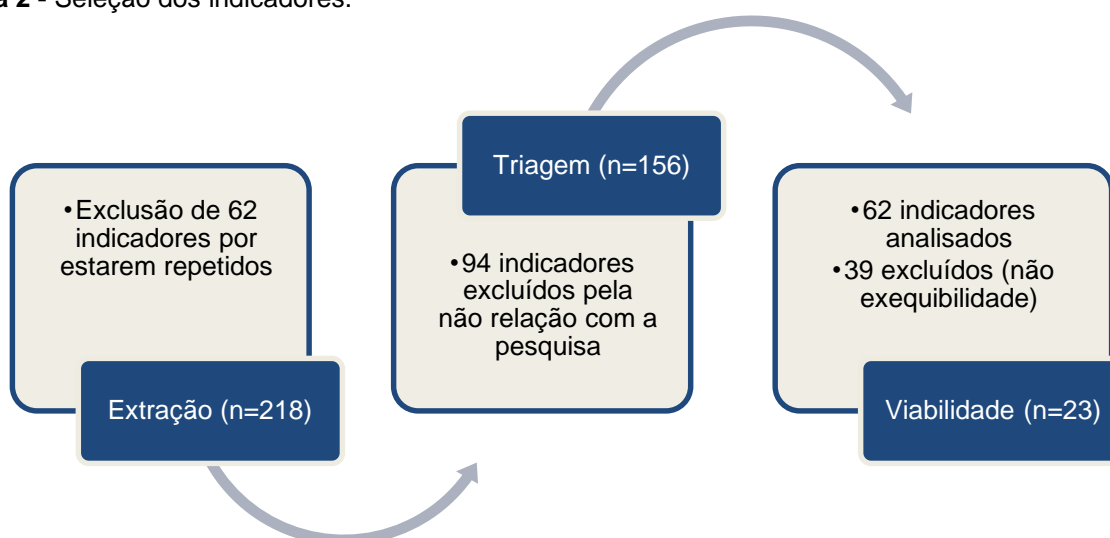 a 2 - Seleção dos indicadores.
•Exclusão de 62
indicadores por
estarem repetidos
Extração (n=218)
Triagem (n=156)
•94 indicadores
excluídos pela
não relação com a
pesquisa
•62 indicadores
analisados
•39 excluídos (não
exequibilidade)
Viabilidade (n=23)